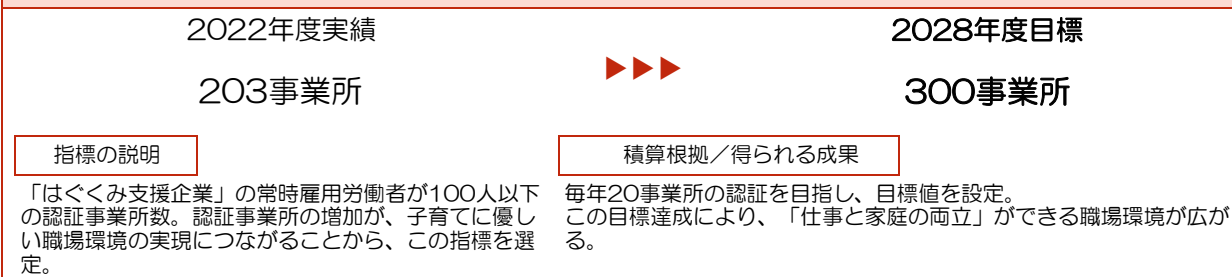 2022年度実績
2028年度目標
203事業所
▶▶▶
300事業所
指標の説明
「はぐくみ支援企業」の常時雇用労働者が100人以下
の認証事業所数。認証事業所の増加が、子育てに優し
い職場環境の実現につながることから、この指標を選
定。
積算根拠／得られる成果
毎年20事業所の認証を目指し、目標値を設定。
この目標達成により、「仕事と家庭の両立」ができる職場環境が広が
る。